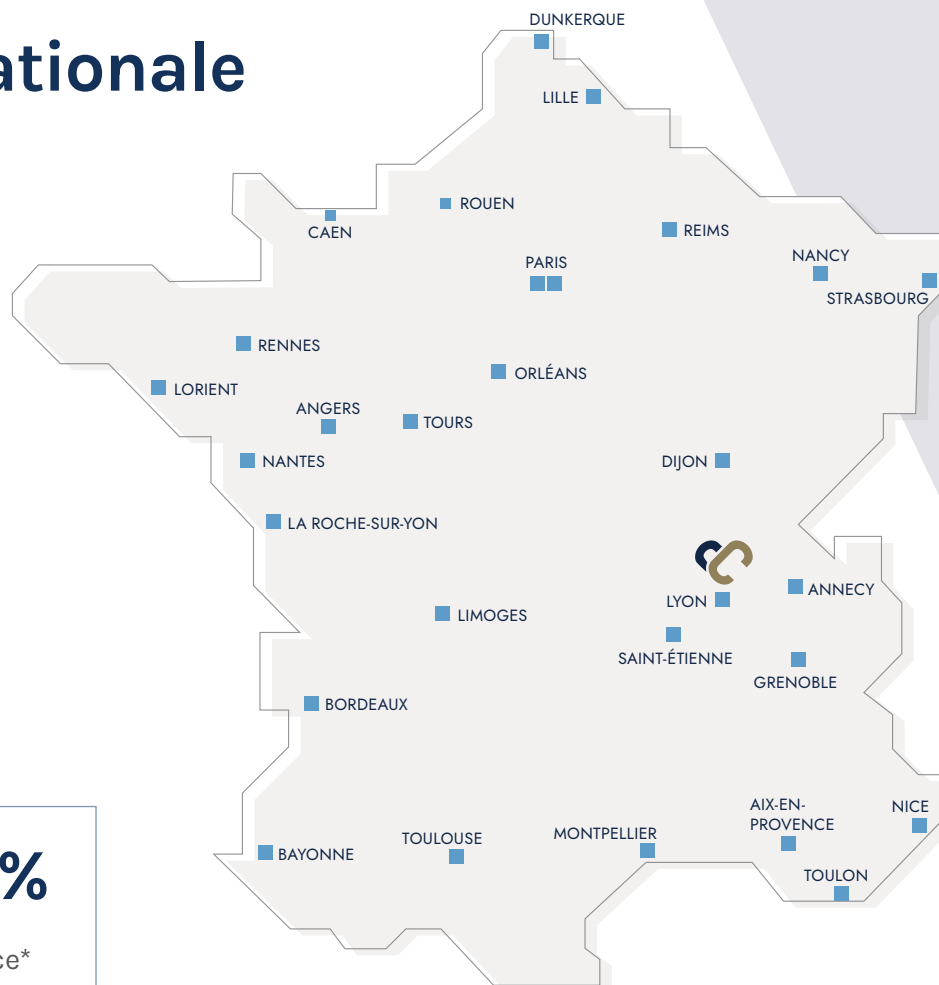 ationale
DUNKERQUE
LILLE
ROUEN
CAEN
REIMS
NANCY
PARIS
STRASBOURG
RENNES
ORLÉANS
LORIENT
ANGERS
TOURS
NANTES
DIJON
LA ROCHE-SUR-YON
ANNECY
LYON
LIMOGES
SAINT-ÉTIENNE
GRENOBLE
BORDEAUX
AIX-EN-
PROVENCE
NICE
MONTPELLIER
TOULOUSE
BAYONNE
TOULON
%
ce*